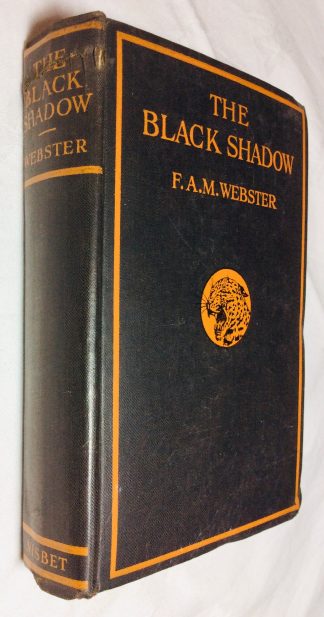 THE
BLACK
SHADOW
WEBSTER
NISBET
THE
BLACK SHADOW
F.A.M. WEBSTER